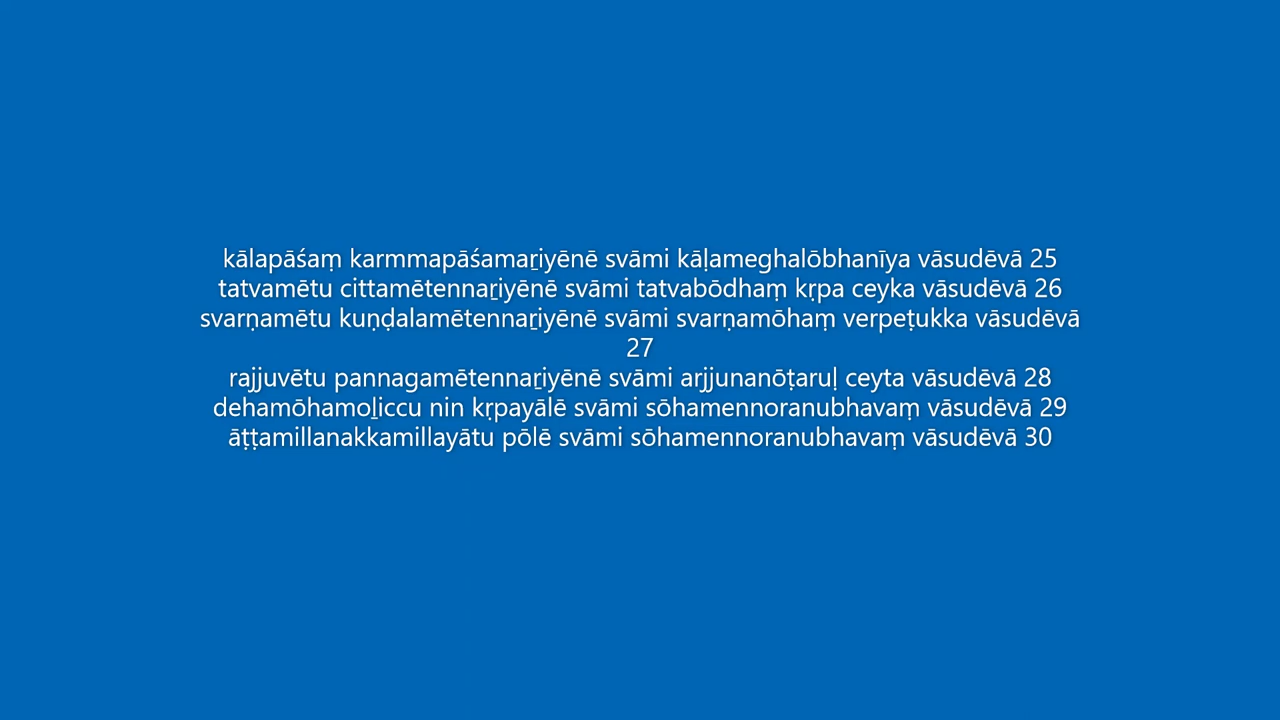 kālapāśaṃ karmmapāśamaṟiyēnē svāmi kāḷameghalōbhanīya vāsudēvā 25
tatvamētu cittamētennaṟiyēnē svāmi tatvabōdhaṃ kṛpa ceyka vāsudēvā 26
svarṇamētu kuṇḍalamētennaṟiyēnē svāmi svarṇamōhaṃ verpeṭukka vāsudēvā
27
rajjuvētu pannagamētennaṟiyēnē svāmi arjjunanōṭaruḷ ceyta vāsudēvā 28
dehamōhamoḻiccu nin kṛpayālē svāmi sōhamennoranubhavaṃ vāsudēvā 29
āṭṭamillanakkamillayātu pōlē svāmi sōhamennoranubhavaṃ vāsudēvā 30